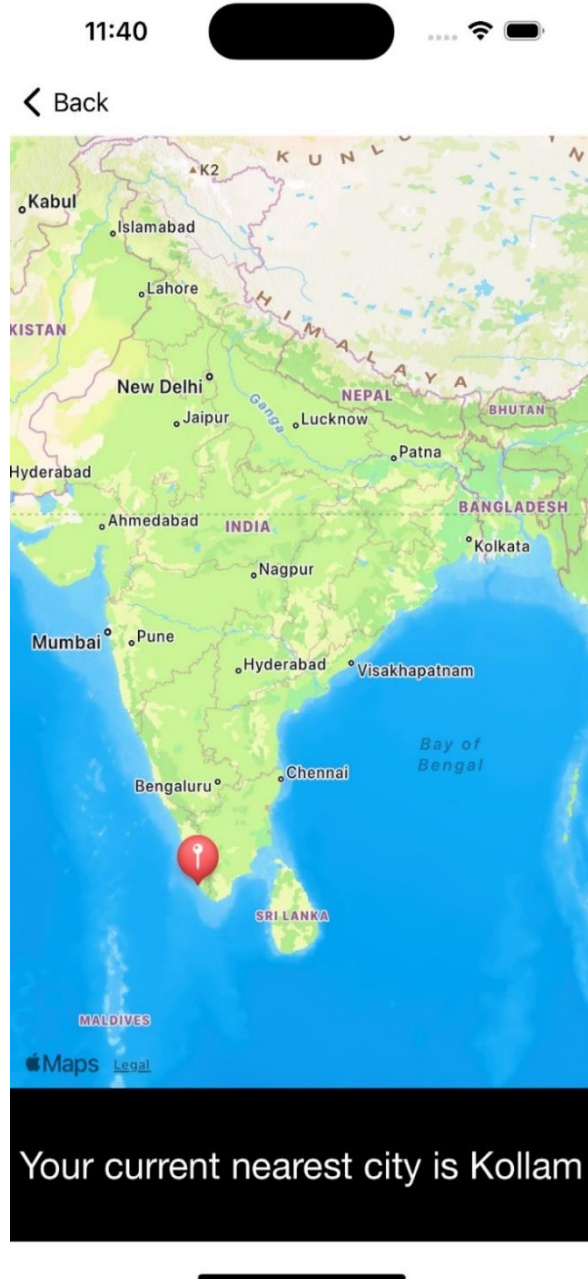 11:40
Back
K U N L
N
K2
Kabul
Islamabad
Lahore
KISTAN
HIMALAYA
New Delhi
NEPAL
BHUTAN
Jaipur
Ganga
Lucknow
Patna
Hyderabad
BANGLADESH
Ahmedabad
INDIA
Kolkata
Nagpur
Mumbai
Pune
Hyderabad
Visakhapatnam
Bay of
Bengal
Bengaluru
Chennai
SRI LANKA
MALDIVES
Maps Legal
Your current nearest city is Kollam